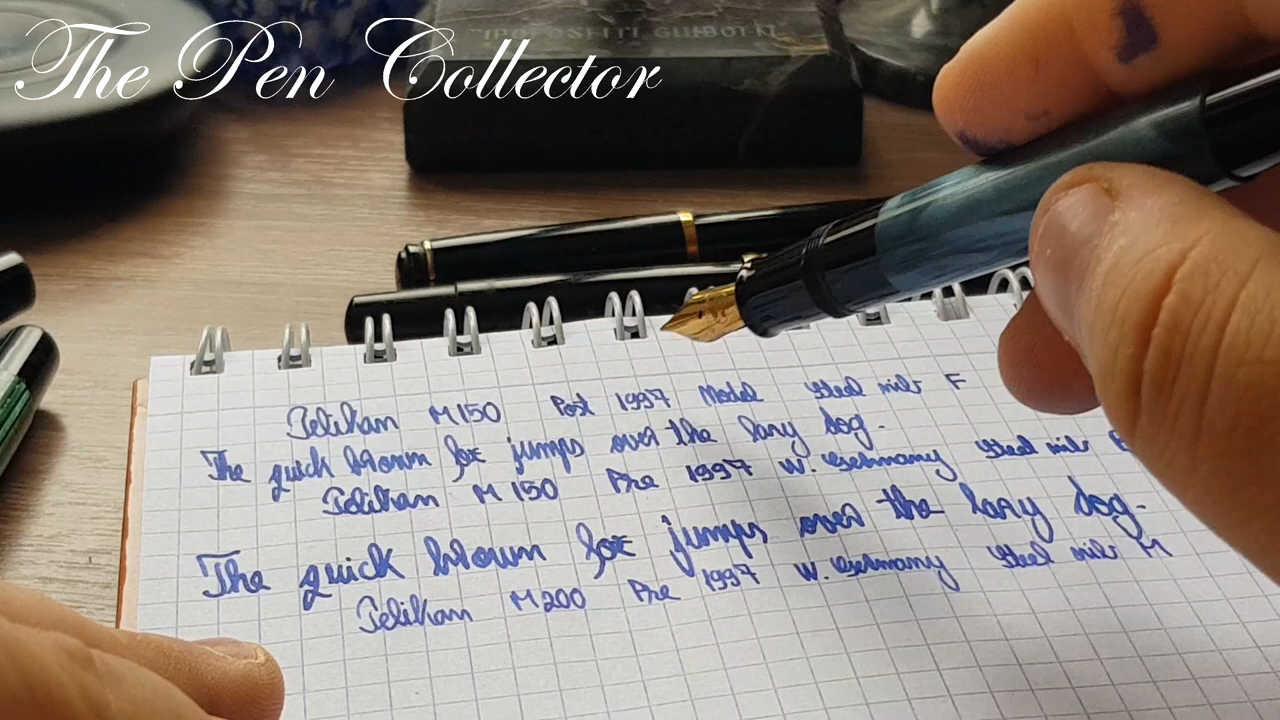 The Pen Collector
Pelikan M150 Post 1997 Model Steel nib F
The quick brown fox jumps over the lazy dog.
Pelikan M150 Pre 1997 W. Germany Steel nib
The quick brown fox jumps over the lazy dog.
Pelikan M200 Pre 1997 W. Germany Steel nib M